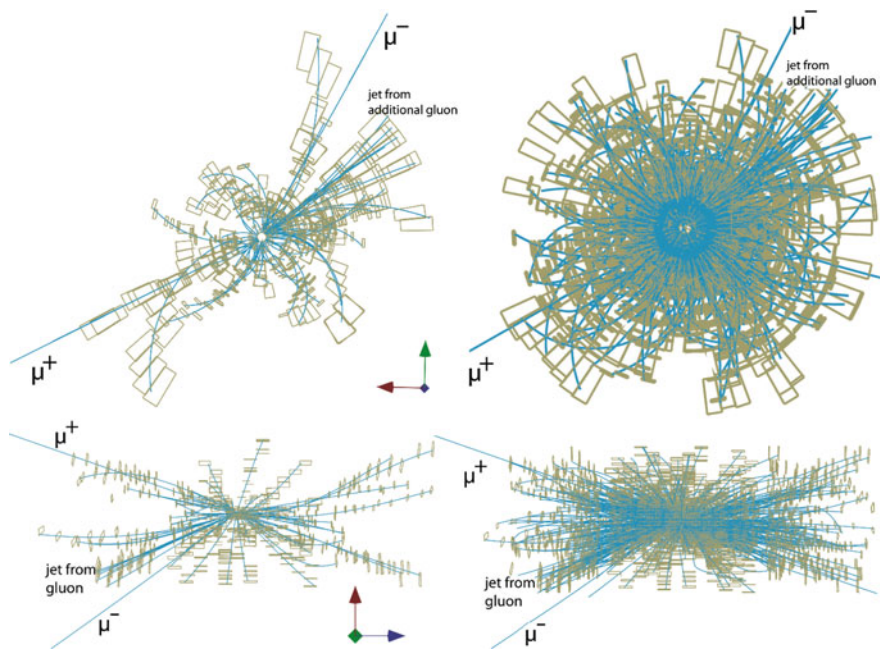 μ−
jet from
additional gluon
μ+
μ−
jet from
additional gluon
μ+
μ+
jet from
gluon
μ−
μ+
jet from
gluon
μ−